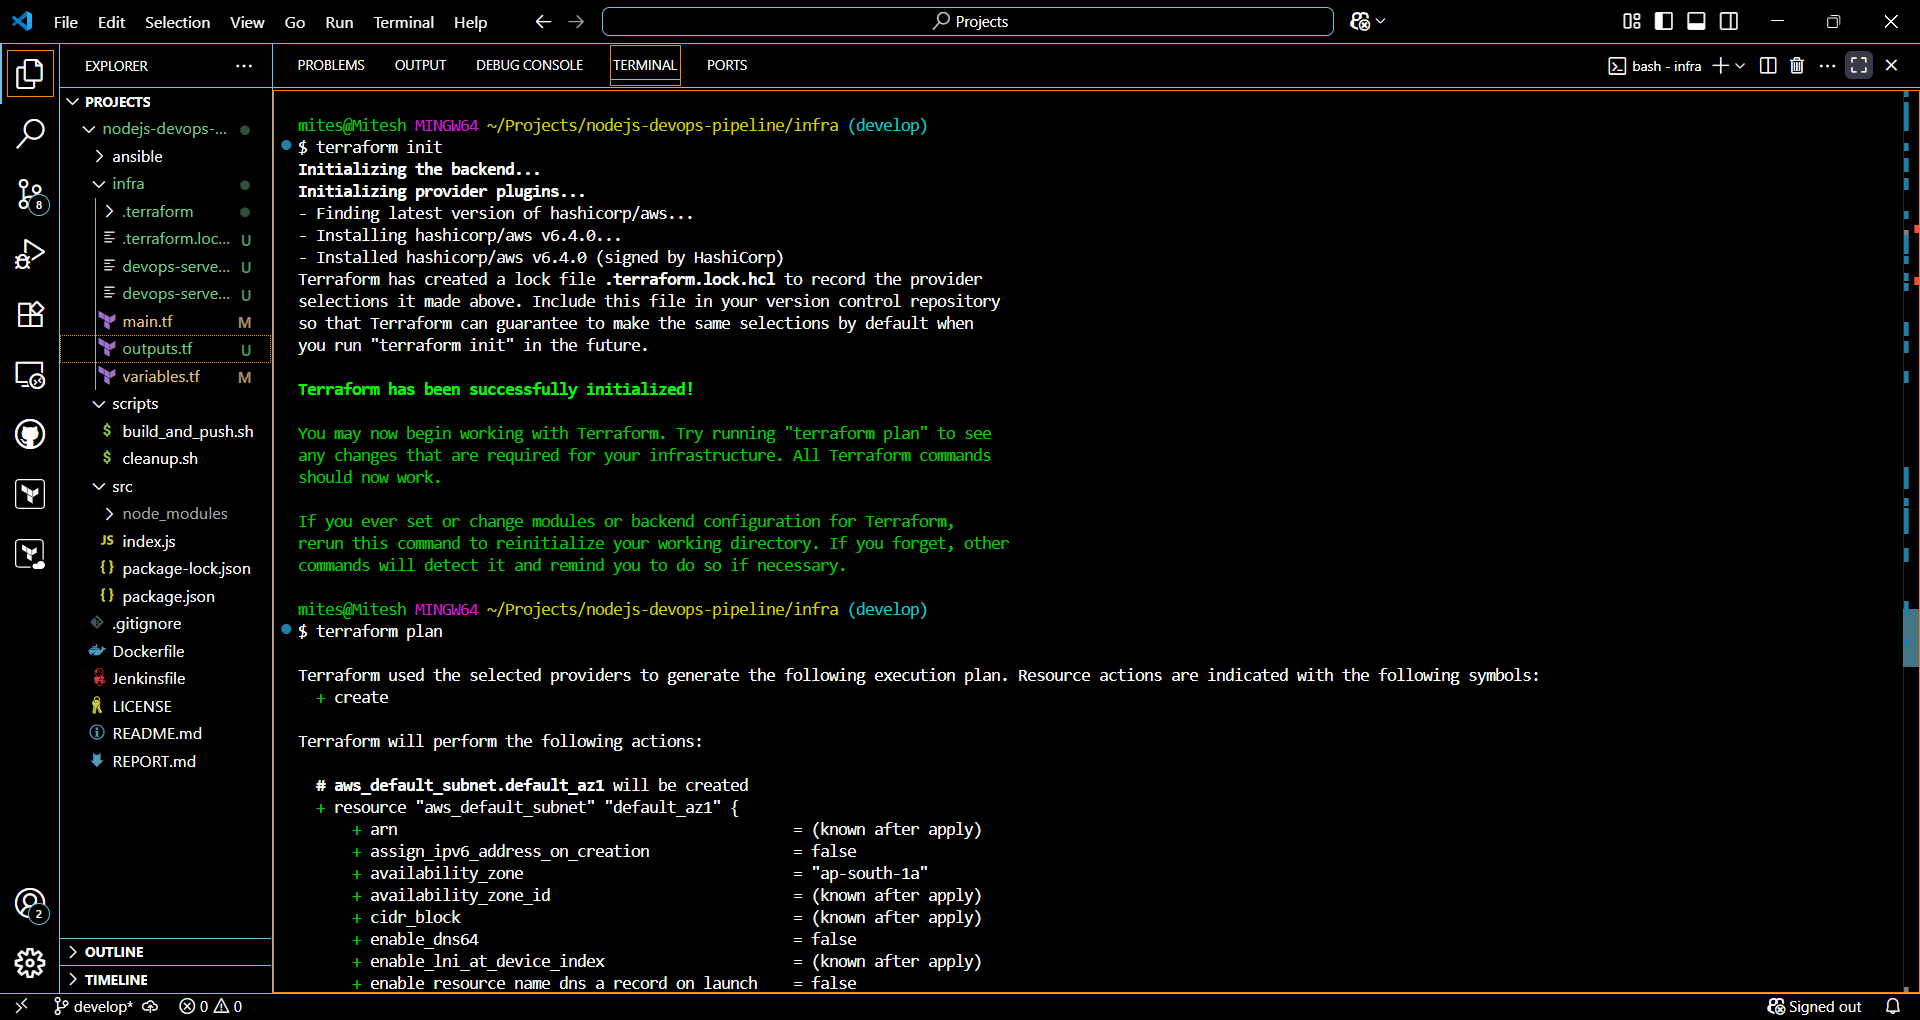 File Edit Selection View Go Run Terminal Help
Projects
EXPLORER
PROBLEMS OUTPUT DEBUG CONSOLE TERMINAL PORTS
bash - infra
PROJECTS
nodejs-devops-...
ansible
infra
.terraform
.terraform.loc... U
devops-serve... U
devops-serve... U
main.tf M
outputs.tf U
variables.tf M
scripts
$ build_and_push.sh
$ cleanup.sh
src
node_modules
JS index.js
{} package-lock.json
{} package.json
.gitignore
Dockerfile
Jenkinsfile
LICENSE
README.md
REPORT.md
OUTLINE
TIMELINE
8
2
mites@Mitesh MINGW64 ~/Projects/nodejs-devops-pipeline/infra (develop)
$ terraform init
Initializing the backend...
Initializing provider plugins...
- Finding latest version of hashicorp/aws...
- Installing hashicorp/aws v6.4.0...
- Installed hashicorp/aws v6.4.0 (signed by HashiCorp)
Terraform has created a lock file .terraform.lock.hcl to record the provider
selections it made above. Include this file in your version control repository
so that Terraform can guarantee to make the same selections by default when
you run "terraform init" in the future.
Terraform has been successfully initialized!
You may now begin working with Terraform. Try running "terraform plan" to see
any changes that are required for your infrastructure. All Terraform commands
should now work.
If you ever set or change modules or backend configuration for Terraform,
rerun this command to reinitialize your working directory. If you forget, other
commands will detect it and remind you to do so if necessary.
mites@Mitesh MINGW64 ~/Projects/nodejs-devops-pipeline/infra (develop)
$ terraform plan
Terraform used the selected providers to generate the following execution plan. Resource actions are indicated with the following symbols:
+ create
Terraform will perform the following actions:
# aws_default_subnet.default_az1 will be created
+ resource "aws_default_subnet" "default_az1" {
+ arn = (known after apply)
+ assign_ipv6_address_on_creation = false
+ availability_zone = "ap-south-1a"
+ availability_zone_id = (known after apply)
+ cidr_block = (known after apply)
+ enable_dns64 = false
+ enable_lni_at_device_index = (known after apply)
+ enable_resource_name_dns_a_record_on_launch = false
develop* 0 0
Signed out